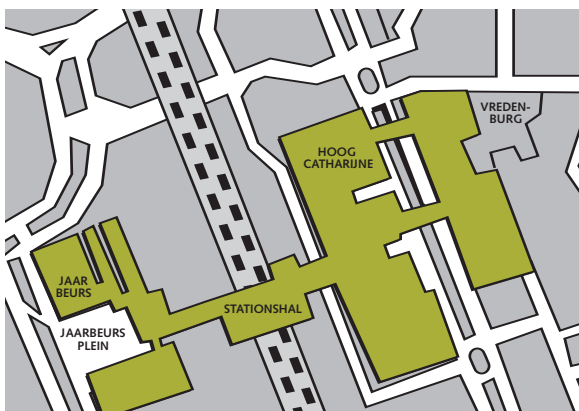 VREDEN-
BURG
HOOG
CATHARIJNE
JAAR
BEURS
STATIONSHAL
JAARBEURS
PLEIN